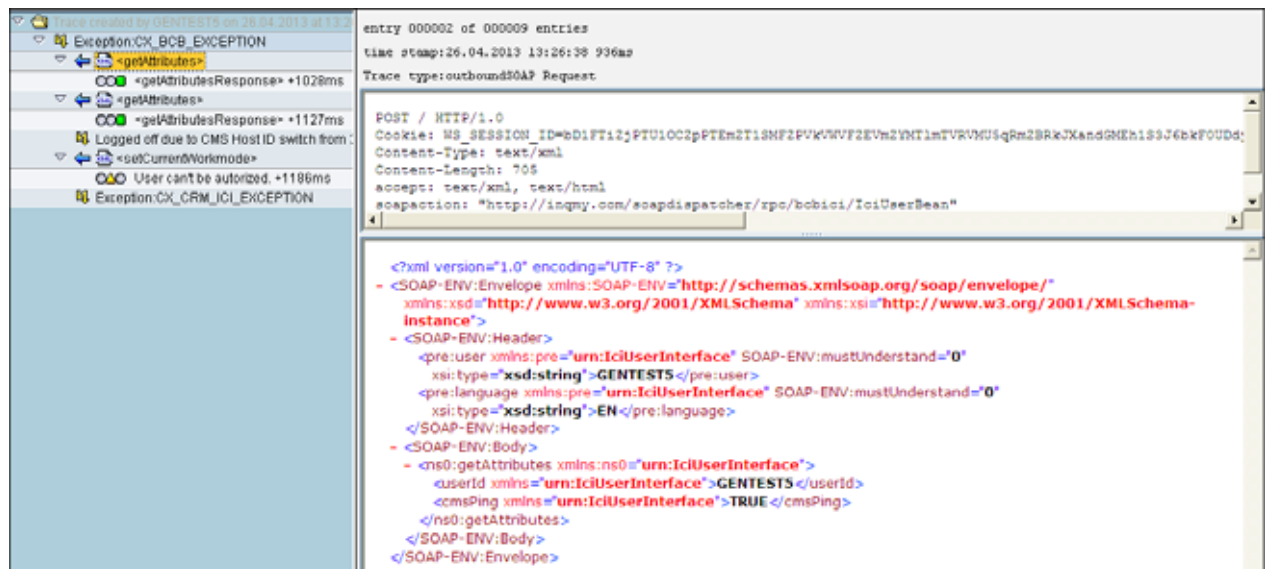 Trace created by GENTEST5 on 26.04.2013 at 13:2
Exception:CX_BCB_EXCEPTION
<getAttributes>
<getAttributesResponse> +1028ms
<getAttributes>
<getAttributesResponse> +1127ms
Logged off due to CMS Host ID switch from
<setCurrentWorkmode>
User can't be autorized. +1186ms
Exception:CX_CRM_ICI_EXCEPTION
entry 000002 of 000009 entries
time stamp:26.04.2013 13:26:38 936ms
Trace type:outboundSOAP Request
POST / HTTP/1.0
Cookie:
Content-Type: text/xml
Content-Length: 705
accept: text/xml, text/html
soapaction: "http://inqmy.com/soapdispatcher/rpc/bcbici/IciUserBean"
<?xml version="1.0" encoding="UTF-8" ?>
- <SOAP-ENV:Envelope xmlns:SOAP-ENV="http://schemas.xmlsoap.org/soap/envelope/"
xmlns:xsd="http://www.w3.org/2001/XMLSchema" xmlns:xsi="http://www.w3.org/2001/XMLSchema-
instance">
- <SOAP-ENV:Header>
<pre:user xmlns:pre="urn:IciUserInterface" SOAP-ENV:mustUnderstand="0"
xsi:type="xsd:string">GENTEST5</pre:user>
<pre:language xmlns:pre="urn:IciUserInterface" SOAP-ENV:mustUnderstand="0"
xsi:type="xsd:string">EN</pre:language>
</SOAP-ENV:Header>
- <SOAP-ENV:Body>
- <ns0:getAttributes xmlns:ns0="urn:IciUserInterface">
<userId xmlns="urn:IciUserInterface">GENTEST5</userId>
<cmsPing xmlns="urn:IciUserInterface">TRUE</cmsPing>
</ns0:getAttributes>
</SOAP-ENV:Body>
</SOAP-ENV:Envelope>